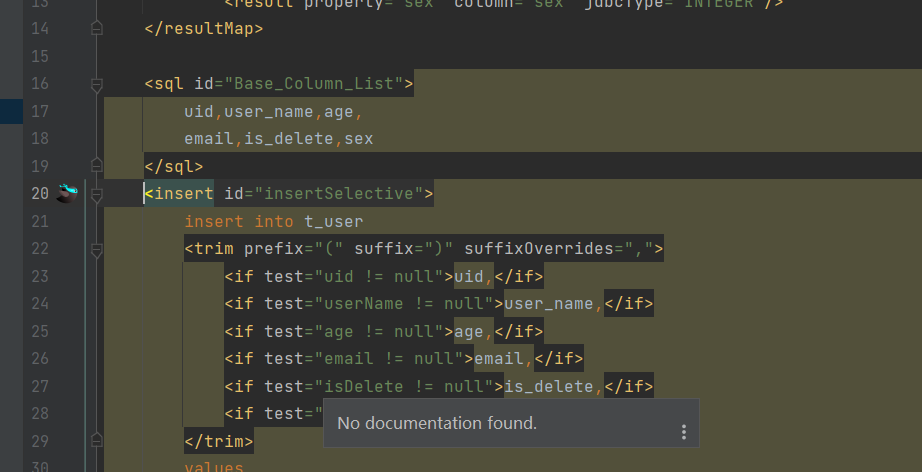 13 <result property="sex" column="sex" jdbcType="INTEGER"/>
14 </resultMap>
15
16 <sql id="Base_Column_List">
17 uid,user_name,age,
18 email,is_delete,sex
19 </sql>
20 <insert id="insertSelective">
21 insert into t_user
22 <trim prefix="(" suffix=")" suffixOverrides=",">
23 <if test="uid != null">uid,</if>
24 <if test="userName != null">user_name,</if>
25 <if test="age != null">age,</if>
26 <if test="email != null">email,</if>
27 <if test="isDelete != null">is_delete,</if>
28 <if test="
No documentation found.
29 </trim>
30 values